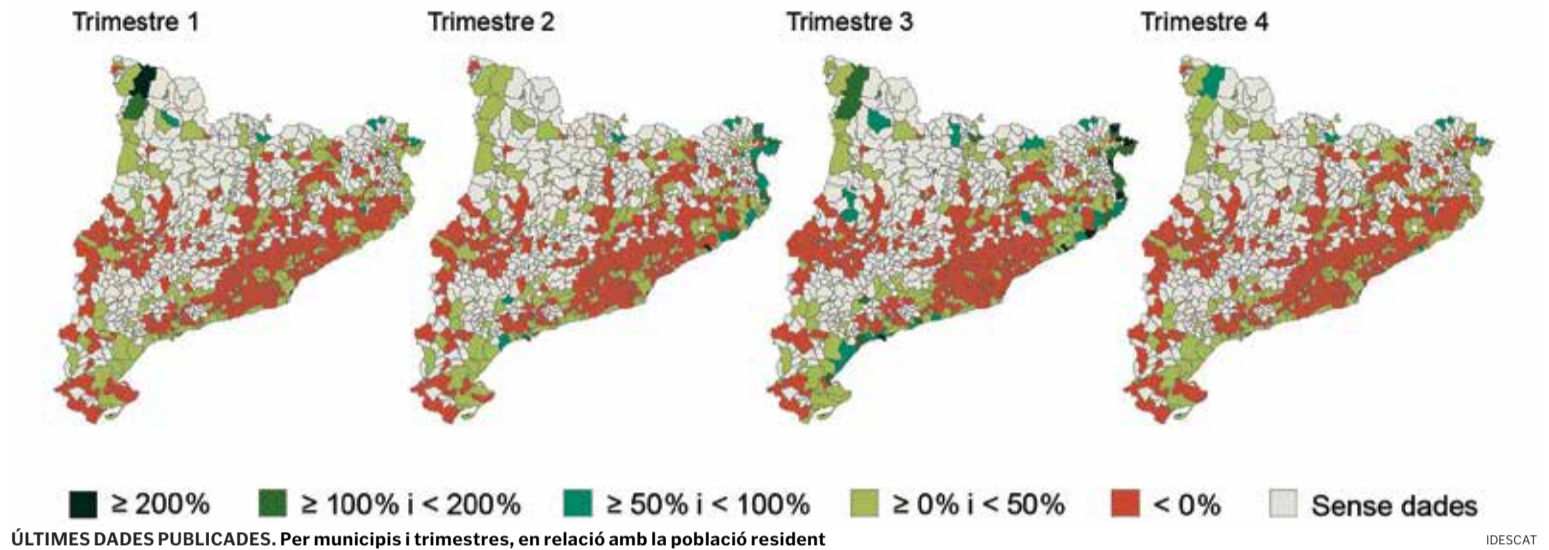 Trimestre 1 Trimestre 2 Trimestre 3 Trimestre 4
≥ 200% ≥ 100% i < 200% ≥ 50% i < 100% ≥ 0% i < 50% < 0% Sense dades
ÚLTIMES DADES PUBLICADES. Per municipis i trimestres, en relació amb la població resident IDESCAT